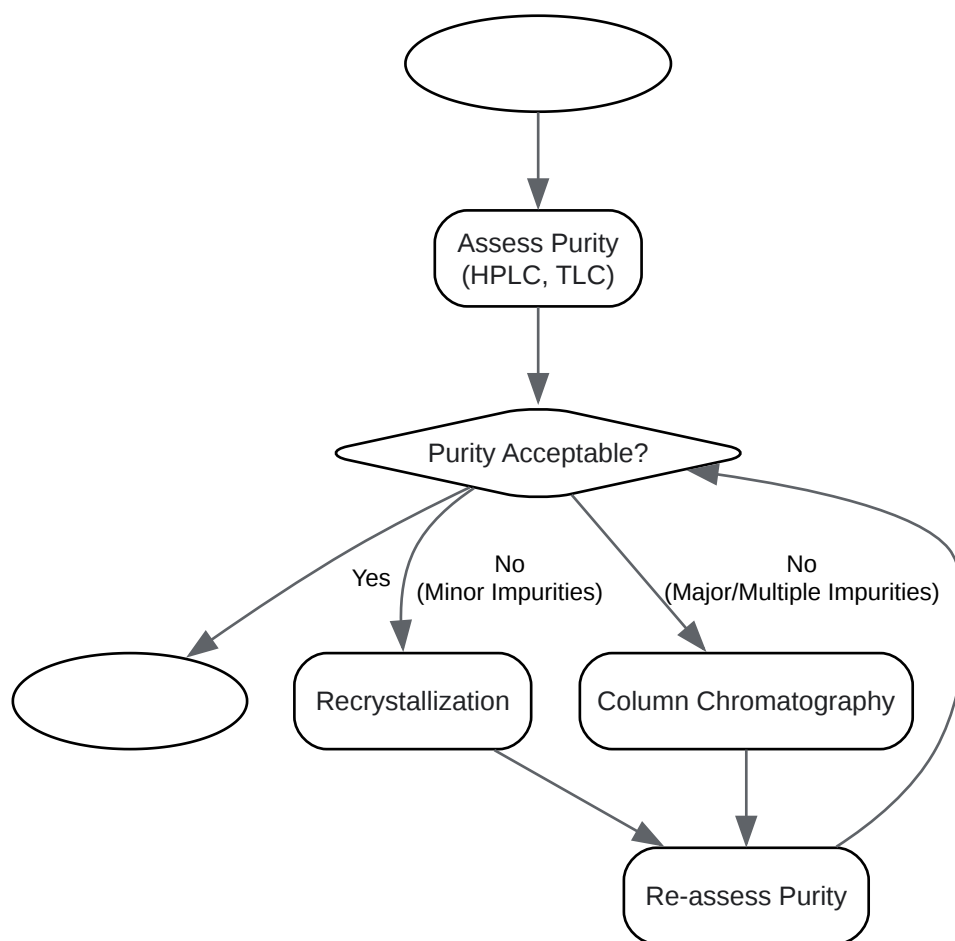 Assess Purity
(HPLC, TLC)
Purity Acceptable?
Yes
No
(Minor Impurities)
No
(Major/Multiple Impurities)
Recrystallization
Column Chromatography
Re-assess Purity